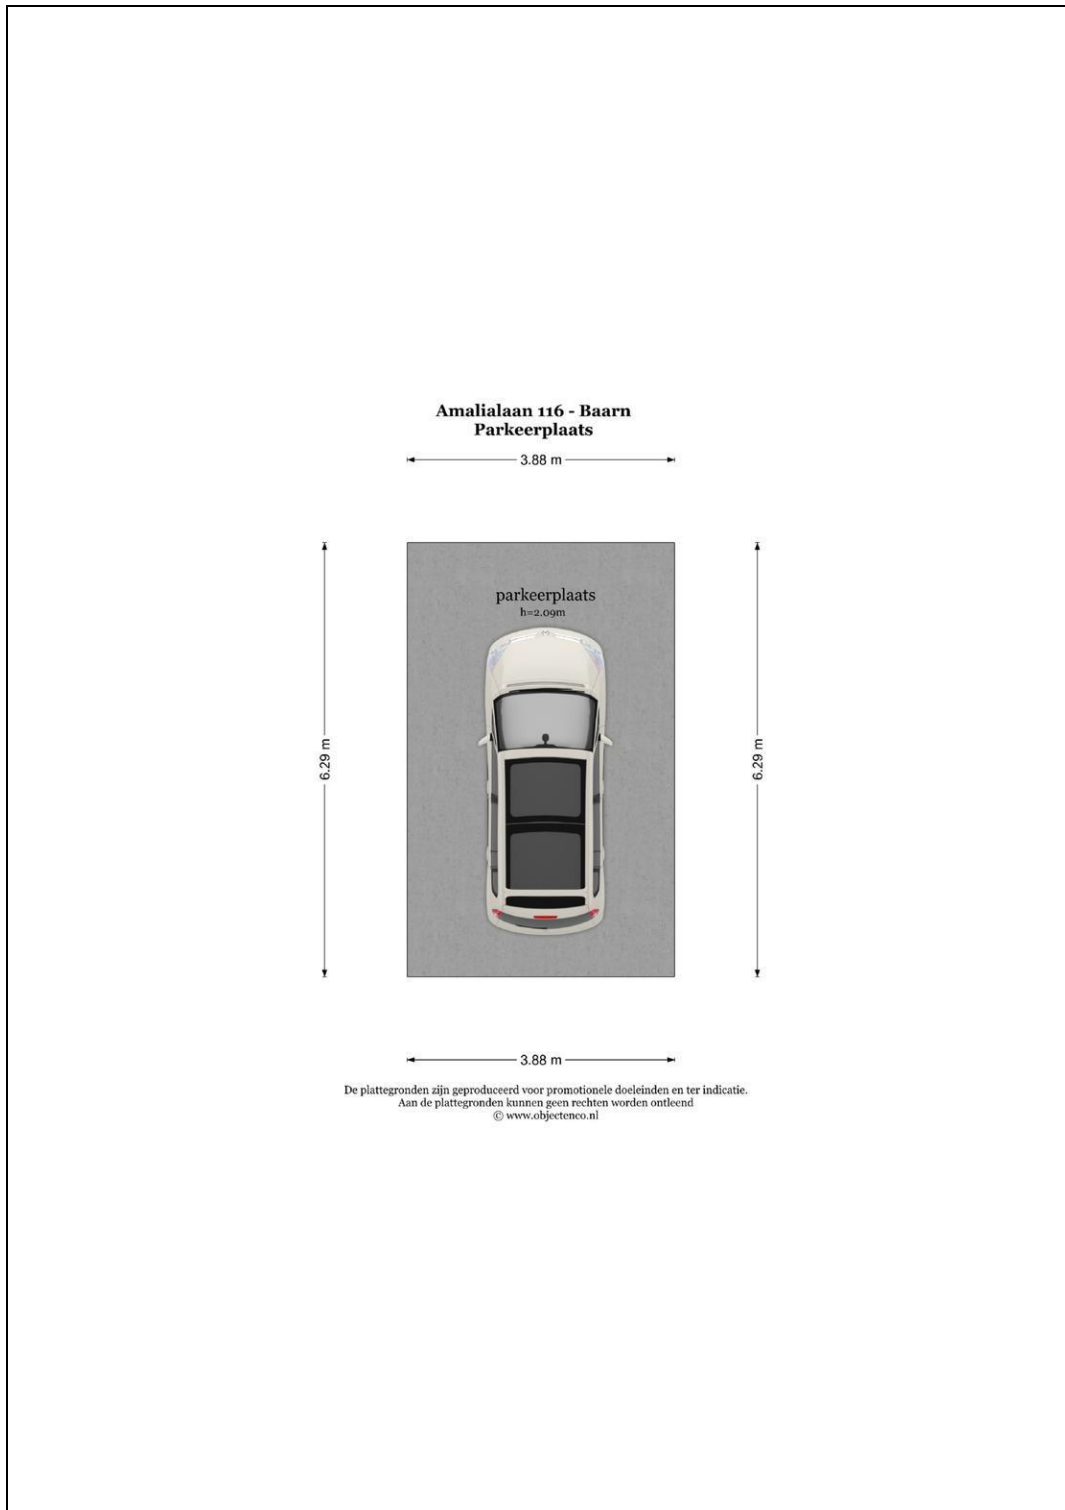 Amalialaan 116 - Baarn
Parkeerplaats
3.88 m
parkeerplaats
h=2.09m
6.29 m
6.29 m
3.88 m
De plattegronden zijn geproduceerd voor promotionele doeleinden en ter indicatie.
Aan de plattegronden kunnen geen rechten worden ontleend
© www.objectenco.nl